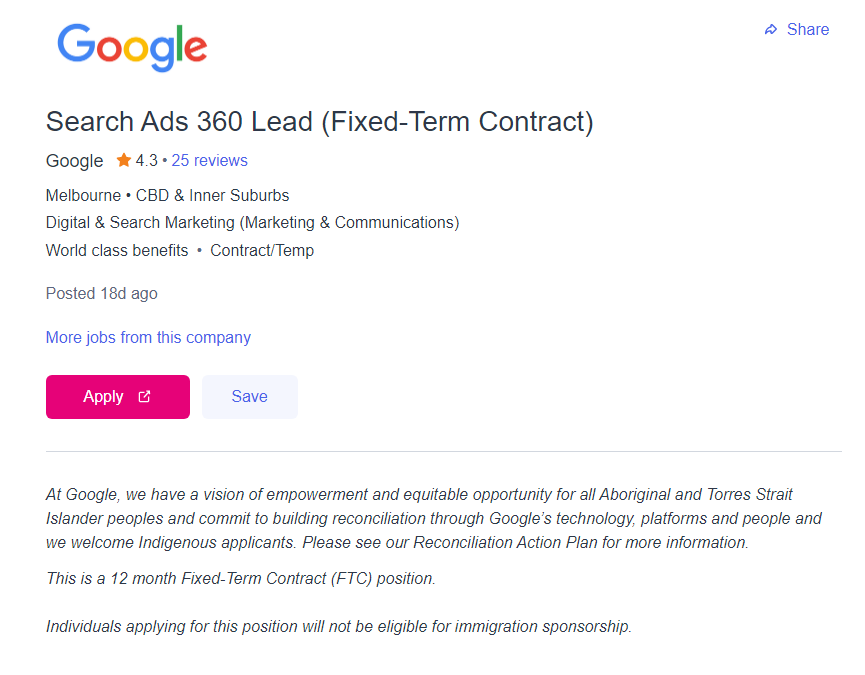 Google
Share
Search Ads 360 Lead (Fixed-Term Contract)
Google 4.3 • 25 reviews
Melbourne • CBD & Inner Suburbs
Digital & Search Marketing (Marketing & Communications)
World class benefits • Contract/Temp
Posted 18d ago
More jobs from this company
Apply
Save
At Google, we have a vision of empowerment and equitable opportunity for all Aboriginal and Torres Strait
Islander peoples and commit to building reconciliation through Google's technology, platforms and people and
we welcome Indigenous applicants. Please see our Reconciliation Action Plan for more information.
This is a 12 month Fixed-Term Contract (FTC) position.
Individuals applying for this position will not be eligible for immigration sponsorship.